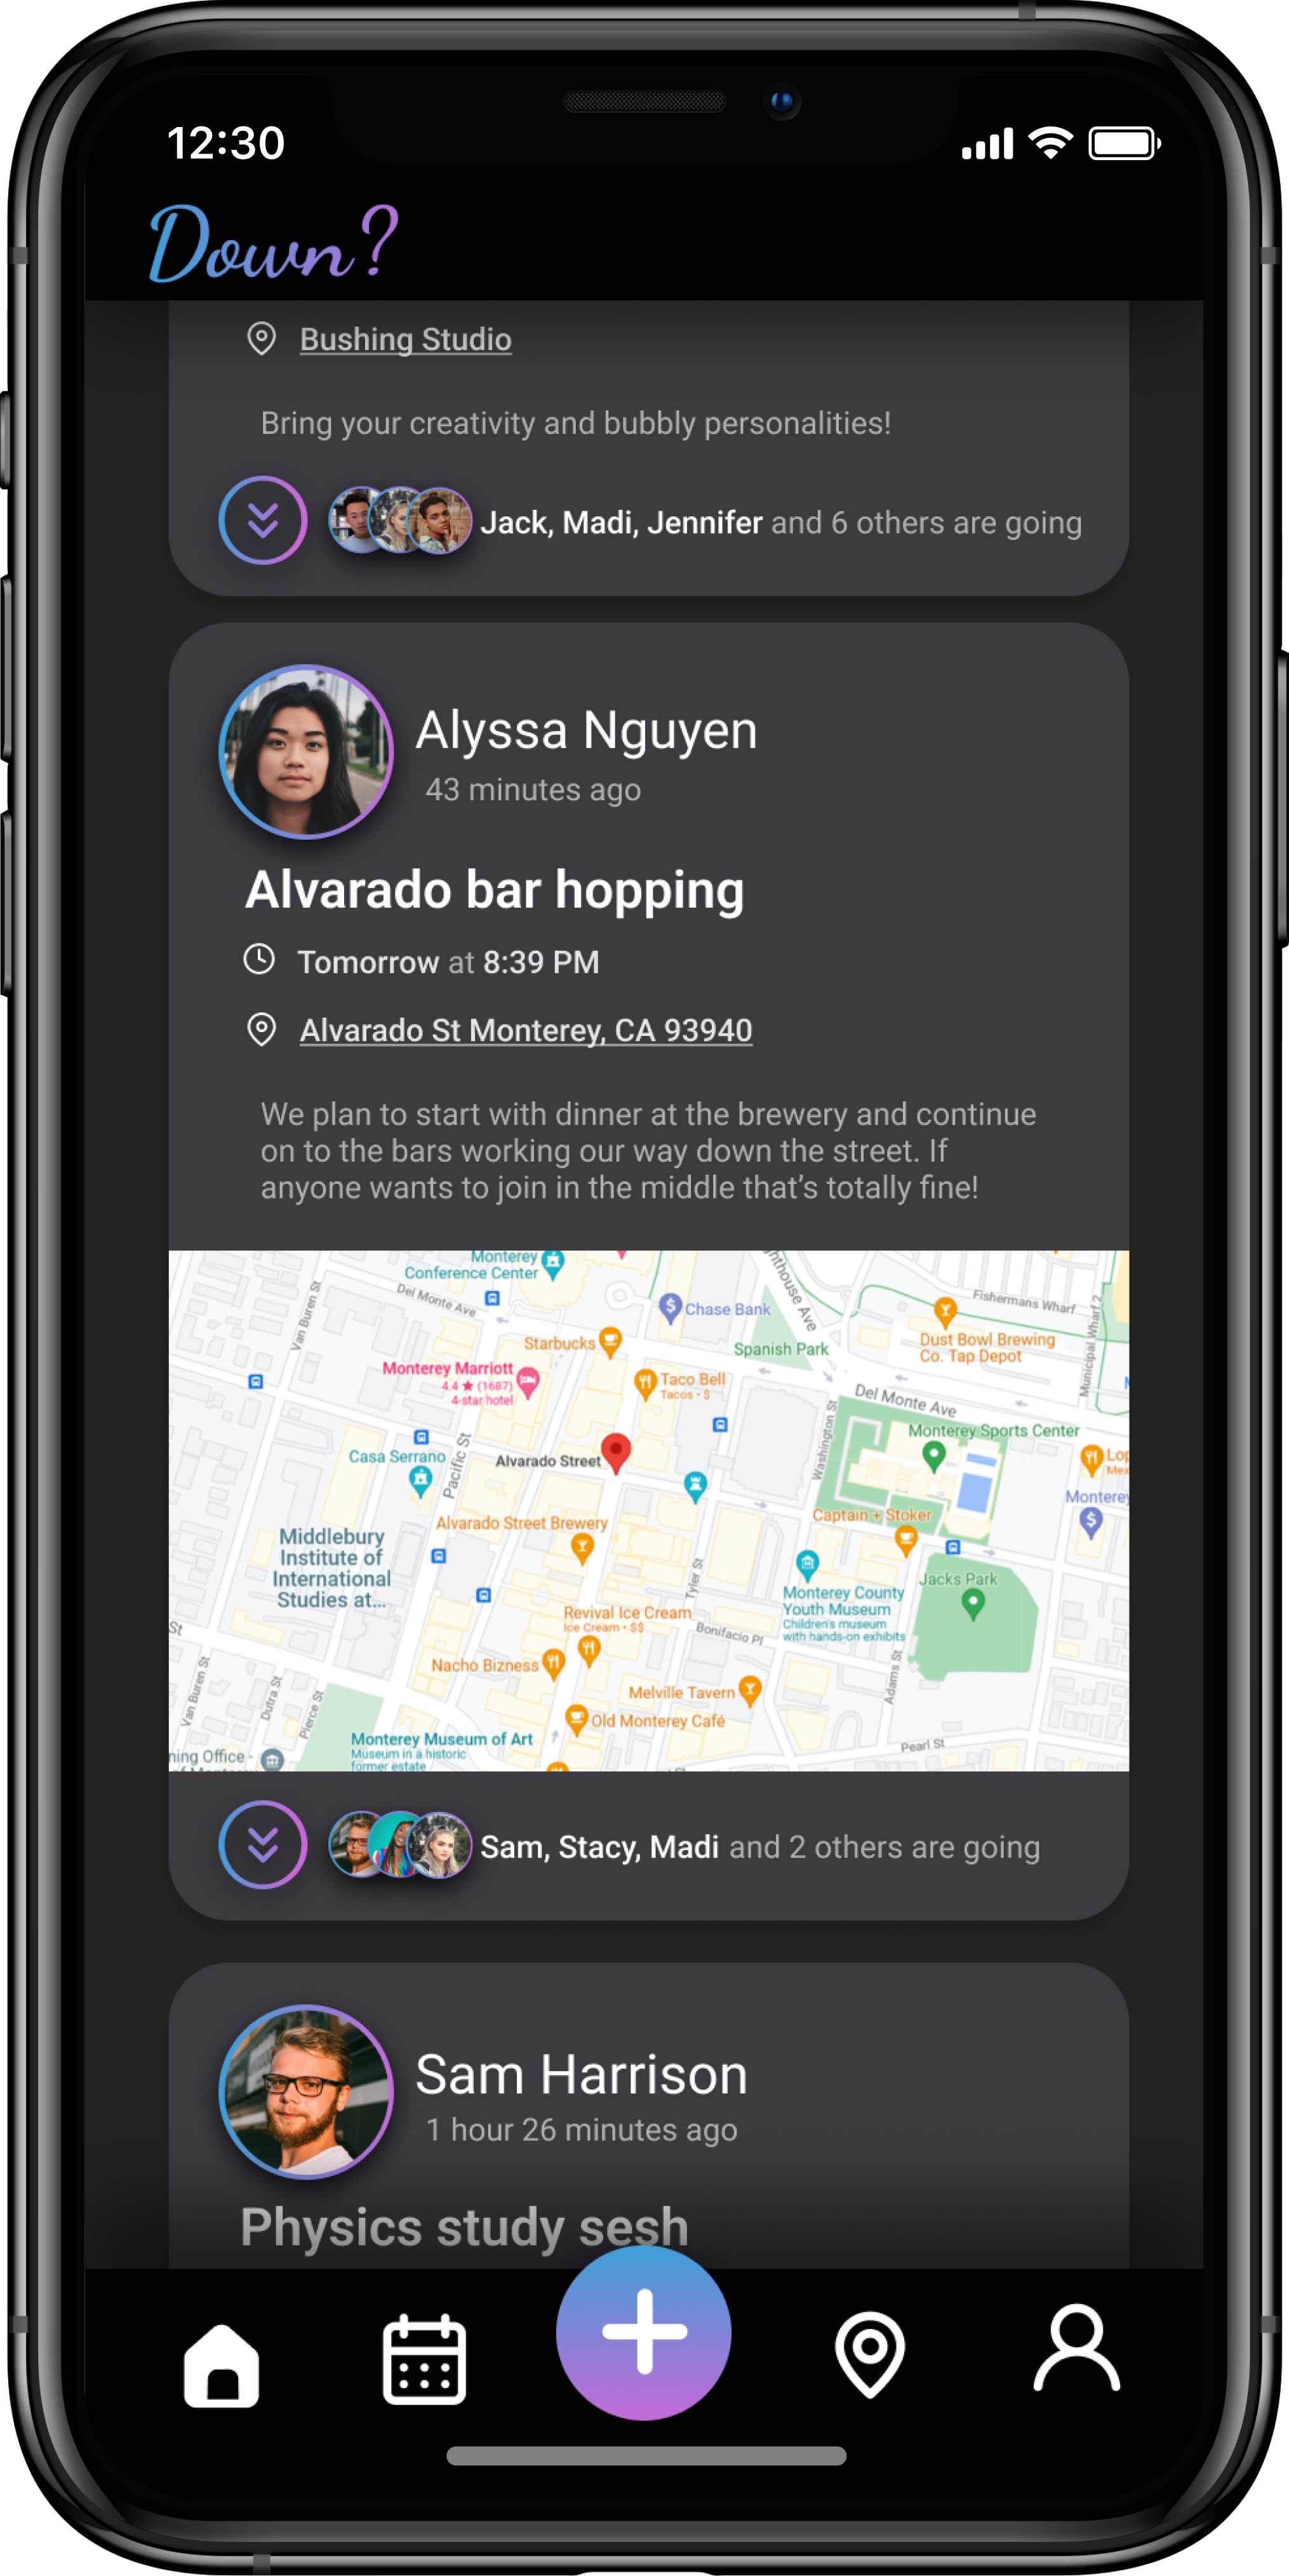 12:30
Down?
Bushing Studio
Bring your creativity and bubbly personalities!
Jack, Madi, Jennifer and 6 others are going
Alyssa Nguyen
43 minutes ago
Alvarado bar hopping
Tomorrow at 8:39 PM
Alvarado St Monterey, CA 93940
We plan to start with dinner at the brewery and continue
on to the bars working our way down the street. If
anyone wants to join in the middle that’s totally fine!
Monterey
Conference Center
Del Monte Ave
Van Buren St
Chase Bank
Fishermans Wharf
Municipal Wharf 2
Starbucks
Spanish Park
Dust Bowl Brewing
Co. Tap Depot
Monterey Marriott
4.4 ★ (1687)
4-star hotel
Taco Bell
Tacos • $
Del Monte Ave
Washington St
Monterey Sports Center
Casa Serrano
Pacific St
Alvarado Street
Monterey
Captain + Stoker
Alvarado Street Brewery
Middlebury
Institute of
International
Studies at...
Tyler St
Jacks Park
Monterey County
Youth Museum
Children's museum
with hands-on exhibits
Revival Ice Cream
Ice Cream • $$
Bonifacio Pl
St
Nacho Bizness
Adams St
Van Buren St
Dutra St
Pierce St
Melville Tavern
Old Monterey Café
Monterey Museum of Art
Museum in a historic
former estate
Pearl St
Office -
Sam, Stacy, Madi and 2 others are going
Sam Harrison
1 hour 26 minutes ago
Physics study sesh